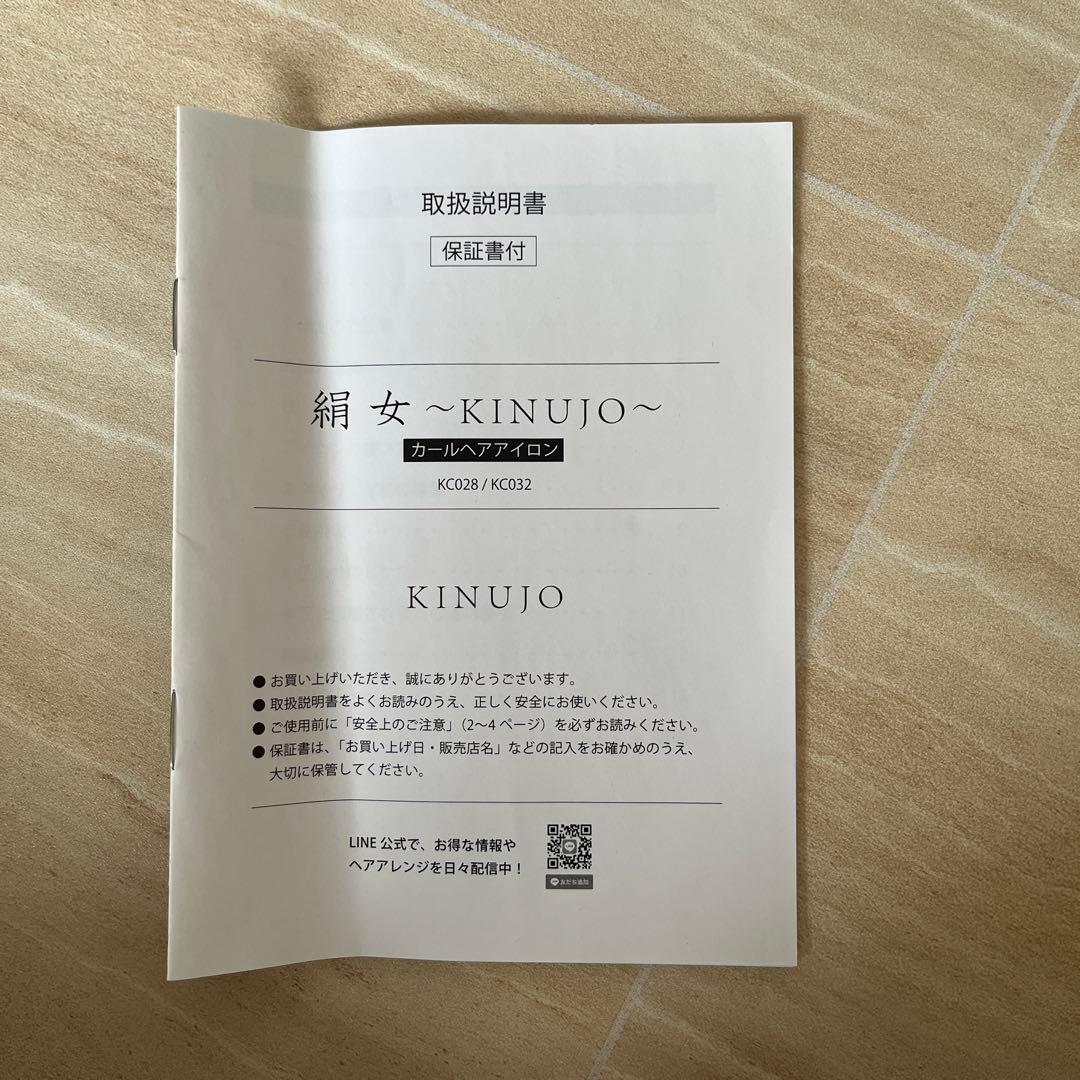 取扱説明書
保証書付
絹女～KINUJO～
カールヘアアイロン
KC028 / KC032
KINUJO
● お買い上げいただき、誠にありがとうございます。
● 取扱説明書をよくお読みのうえ、正しく安全にお使いください。
● ご使用前に「安全上のご注意」（2～4 ページ）を必ずお読みください。
● 保証書は、「お買い上げ日・販売店名」などの記入をお確かめのうえ、
大切に保管してください。
LINE 公式で、お得な情報や
ヘアアレンジを日々配信中！
友だち追加